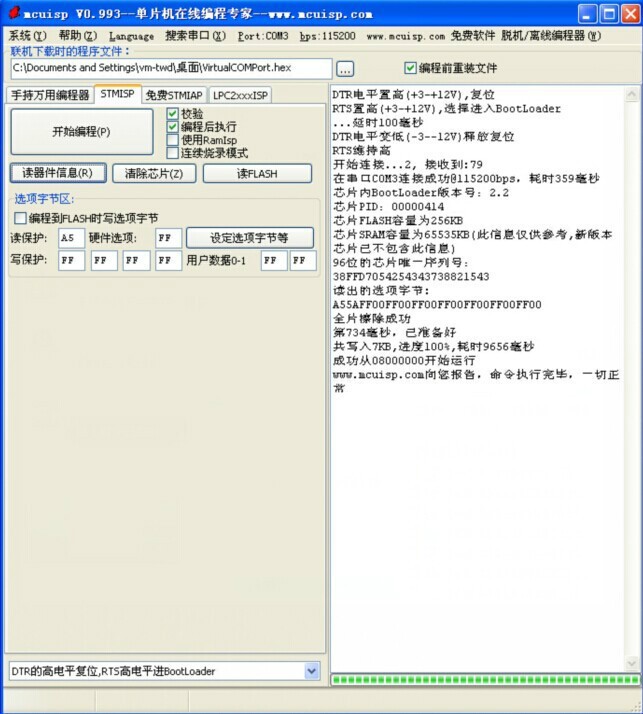 mcuisp V0.993--单片机在线编程专家--www.mcuisp.com
系统(Y) 帮助(Z) Language 搜索串口(X) Port:COM3 bps:115200 www.mcuisp.com 免费软件 脱机/离线编程器(W)
联机下载时的程序文件：
C:\Documents and Settings\vm-twd\桌面\VirtualCOMPort.hex ... 编程前重装文件
手持万用编程器 STMISP 免费STMIAP LPC2xxxISP
开始编程(P)
校验
编程后执行
使用RamIsp
连续烧录模式
读器件信息(R) 清除芯片(Z) 读FLASH
选项字节区:
编程到FLASH时写选项字节
读保护: A5 硬件选项: FF 设定选项字节等
写保护: FF FF FF FF 用户数据0-1 FF FF
DTR的高电平复位,RTS高电平进BootLoader
DTR电平置高(+3-+12V),复位
RTS置高(+3-+12V),选择进入BootLoader
...延时100毫秒
DTR电平变低(-3--12V)释放复位
RTS维持高
开始连接...2, 接收到:79
在串口COM3连接成功@115200bps, 耗时359毫秒
芯片内BootLoader版本号: 2.2
芯片PID: 00000414
芯片FLASH容量为256KB
芯片SRAM容量为65535KB(此信息仅供参考,新版本
芯片已不包含此信息)
96位的芯片唯一序列号:
38FFD7054254343738821543
读出的选项字节:
A55AFF00FF00FF00FF00FF00FF00FF00
全片擦除成功
第734毫秒, 已准备好
共写入7KB,进度100%,耗时9656毫秒
成功从08000000开始运行
www.mcuisp.com向您报告, 命令执行完毕, 一切正
常